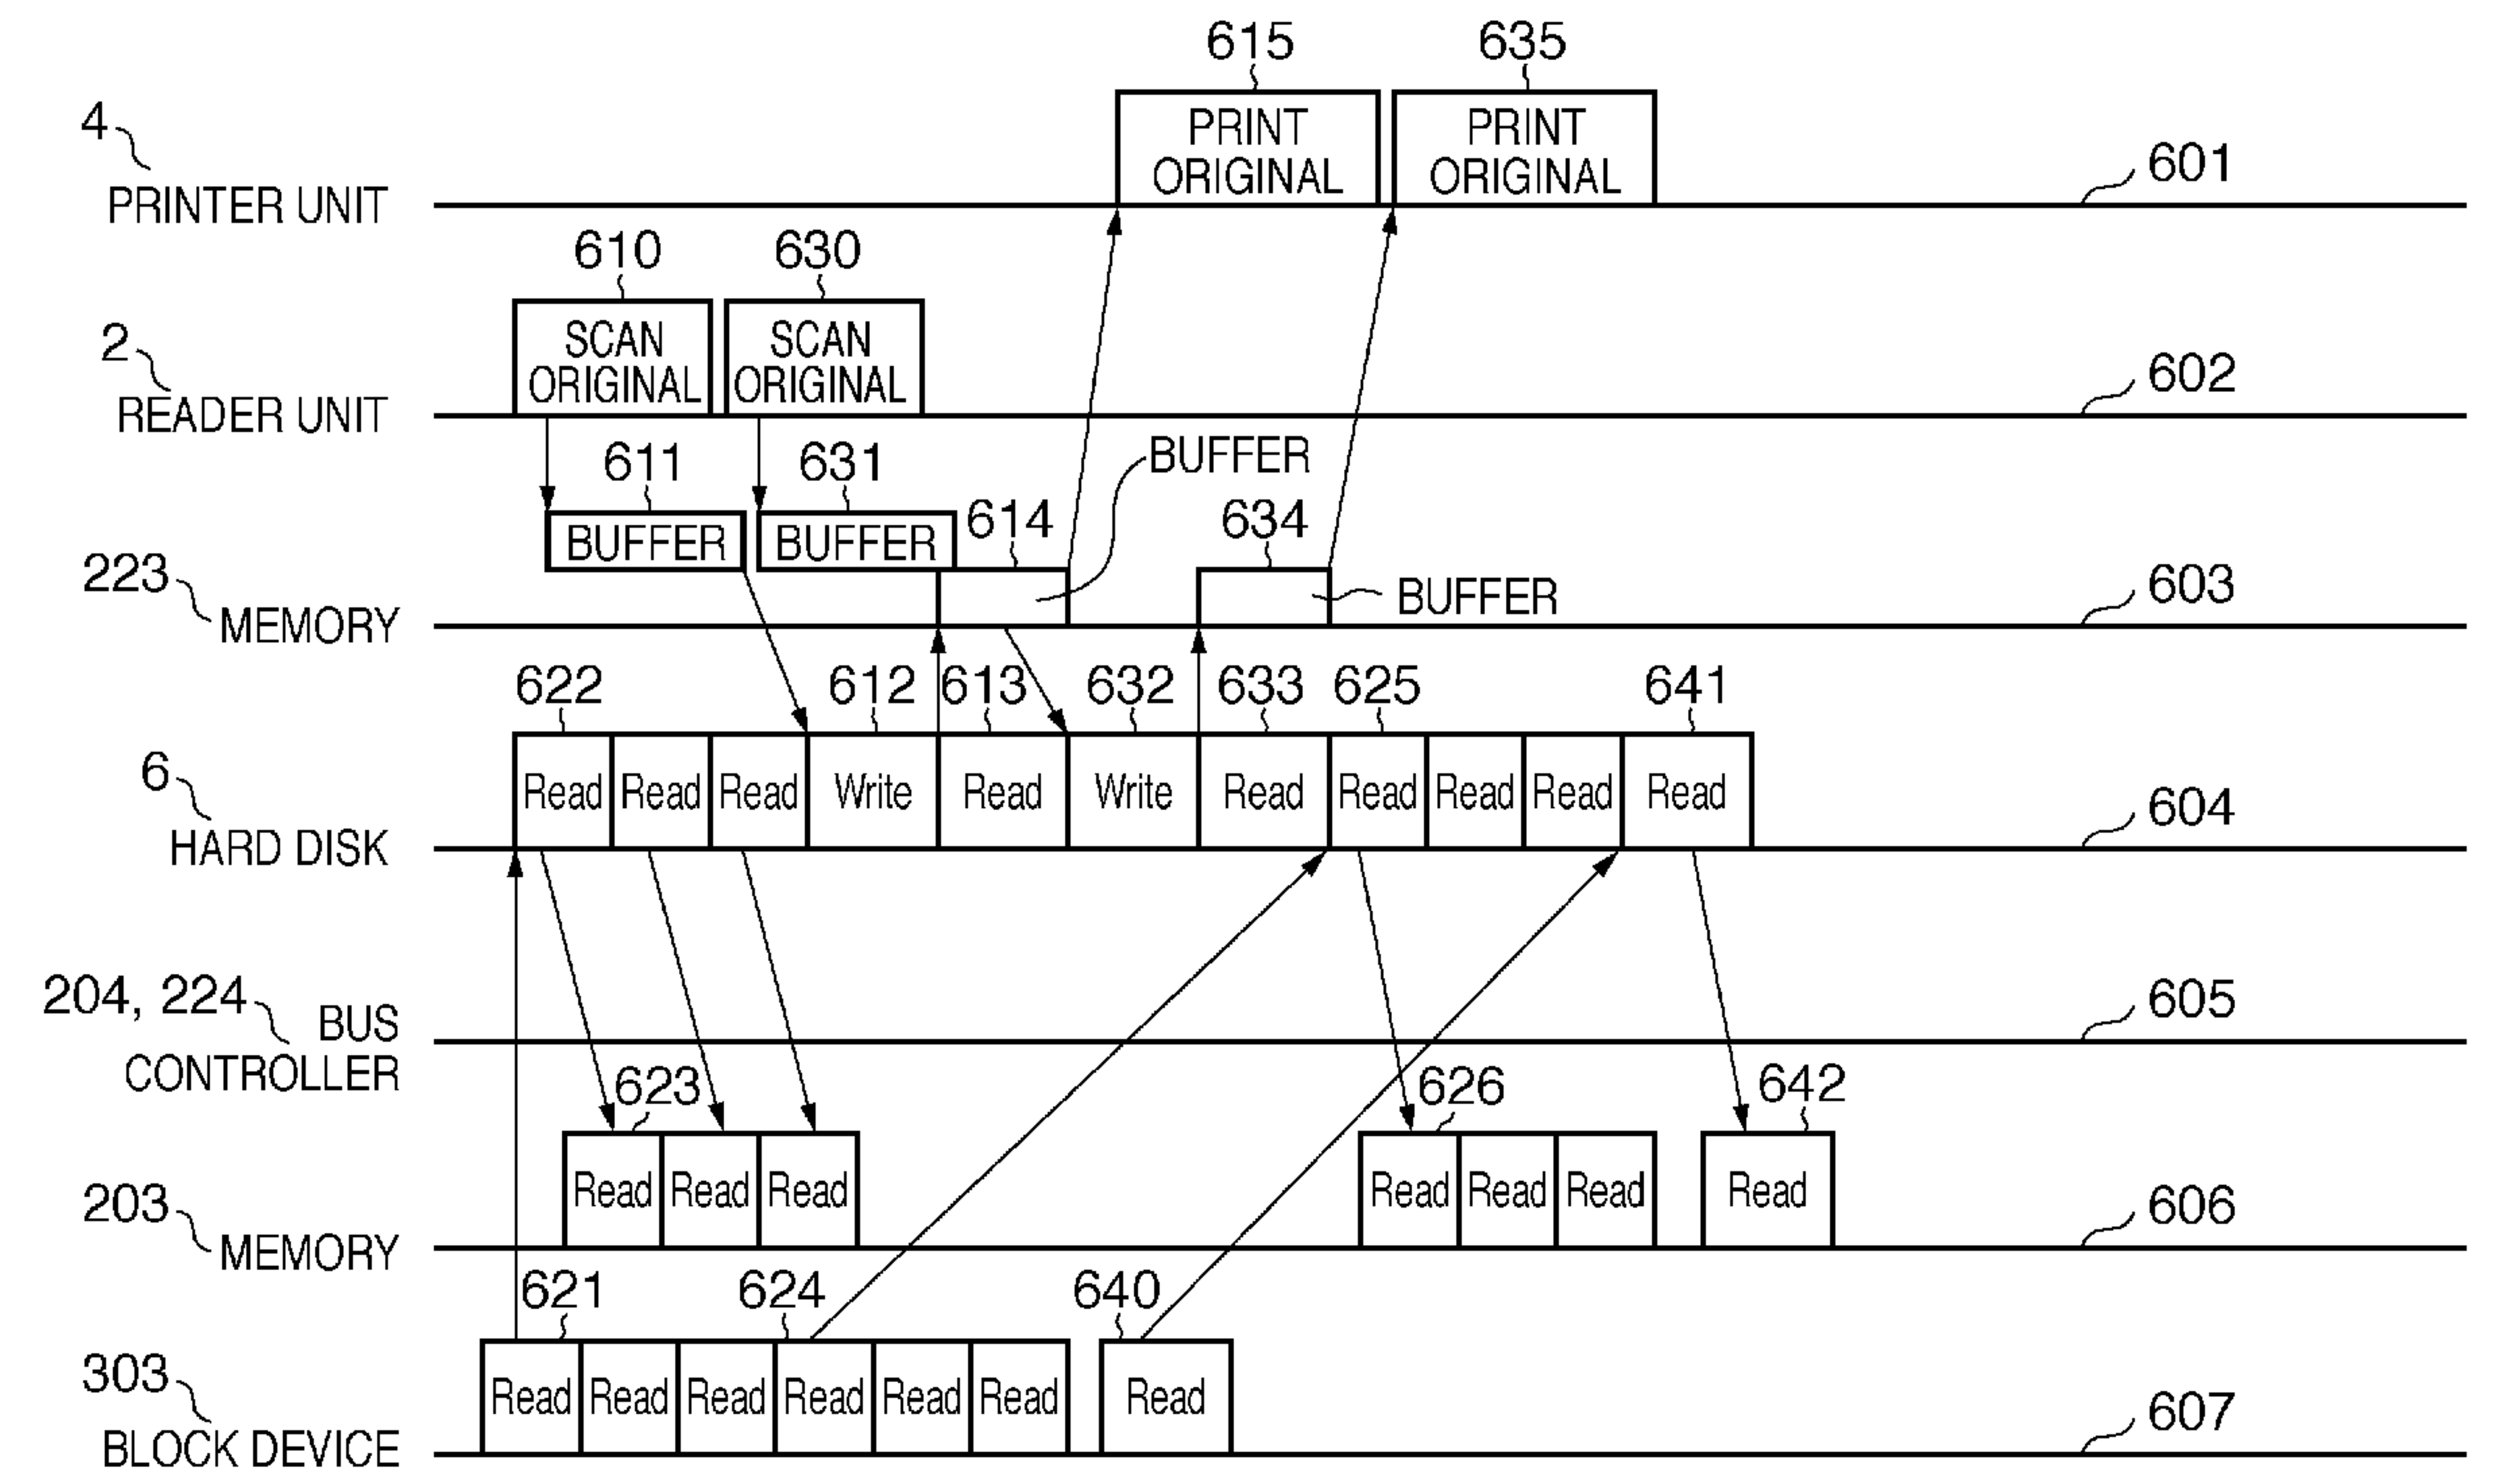 615 635
4
PRINT
ORIGINAL
PRINT
ORIGINAL
601
PRINTER UNIT
610 630
2
SCAN
ORIGINAL
SCAN
ORIGINAL
602
READER UNIT
611 631 BUFFER
223
BUFFER BUFFER 614 634
BUFFER
603
MEMORY
622 612 613 632 633 625 641
6
Read Read Read Write Read Write Read Read Read Read Read
604
HARD DISK
204, 224
BUS
CONTROLLER
605
623 626 642
203
Read Read Read Read Read Read Read
606
MEMORY
621 624 640
303
Read Read Read Read Read Read Read
607
BLOCK DEVICE